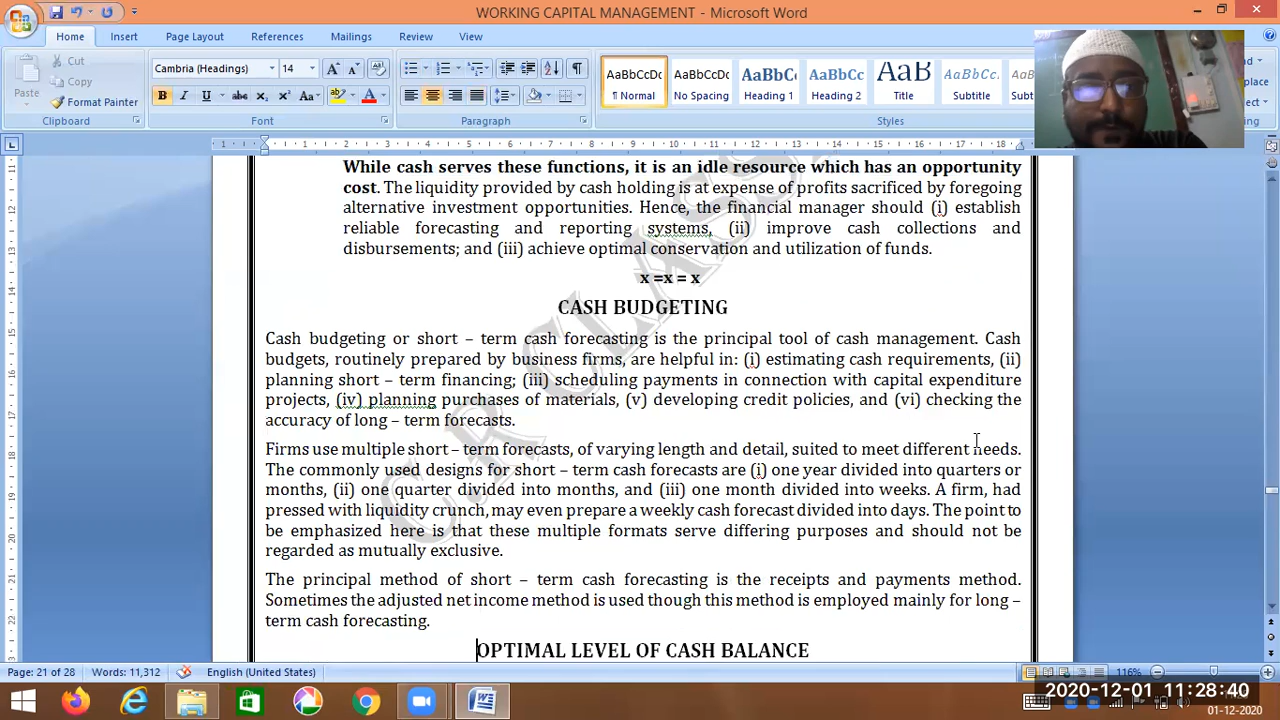 WORKING CAPITAL MANAGEMENT - Microsoft Word
Home Insert Page Layout References Mailings Review View
Cut
Copy
Paste
Format Painter
Clipboard
Cambria (Headings) 14
Font
Paragraph
AaBbCcDc AaBbCcDc AaBbCc AaBbCc AaB AaBbCcL
¶ Normal No Spacing Heading 1 Heading 2 Title Subtitle
Styles
While cash serves these functions, it is an idle resource which has an opportunity
cost. The liquidity provided by cash holding is at expense of profits sacrificed by foregoing
alternative investment opportunities. Hence, the financial manager should (i) establish
reliable forecasting and reporting systems, (ii) improve cash collections and
disbursements; and (iii) achieve optimal conservation and utilization of funds.
x =x = x
CASH BUDGETING
Cash budgeting or short – term cash forecasting is the principal tool of cash management. Cash
budgets, routinely prepared by business firms, are helpful in: (i) estimating cash requirements, (ii)
planning short – term financing; (iii) scheduling payments in connection with capital expenditure
projects, (iv) planning purchases of materials, (v) developing credit policies, and (vi) checking the
accuracy of long – term forecasts.
Firms use multiple short – term forecasts, of varying length and detail, suited to meet different needs.
The commonly used designs for short – term cash forecasts are (i) one year divided into quarters or
months, (ii) one quarter divided into months, and (iii) one month divided into weeks. A firm, had
pressed with liquidity crunch, may even prepare a weekly cash forecast divided into days. The point to
be emphasized here is that these multiple formats serve differing purposes and should not be
regarded as mutually exclusive.
The principal method of short – term cash forecasting is the receipts and payments method.
Sometimes the adjusted net income method is used though this method is employed mainly for long –
term cash forecasting.
OPTIMAL LEVEL OF CASH BALANCE
C.R CLASS
Page: 21 of 28 Words: 11,312 English (United States) 116%
2020-12-01 11:28:40
01-12-2020